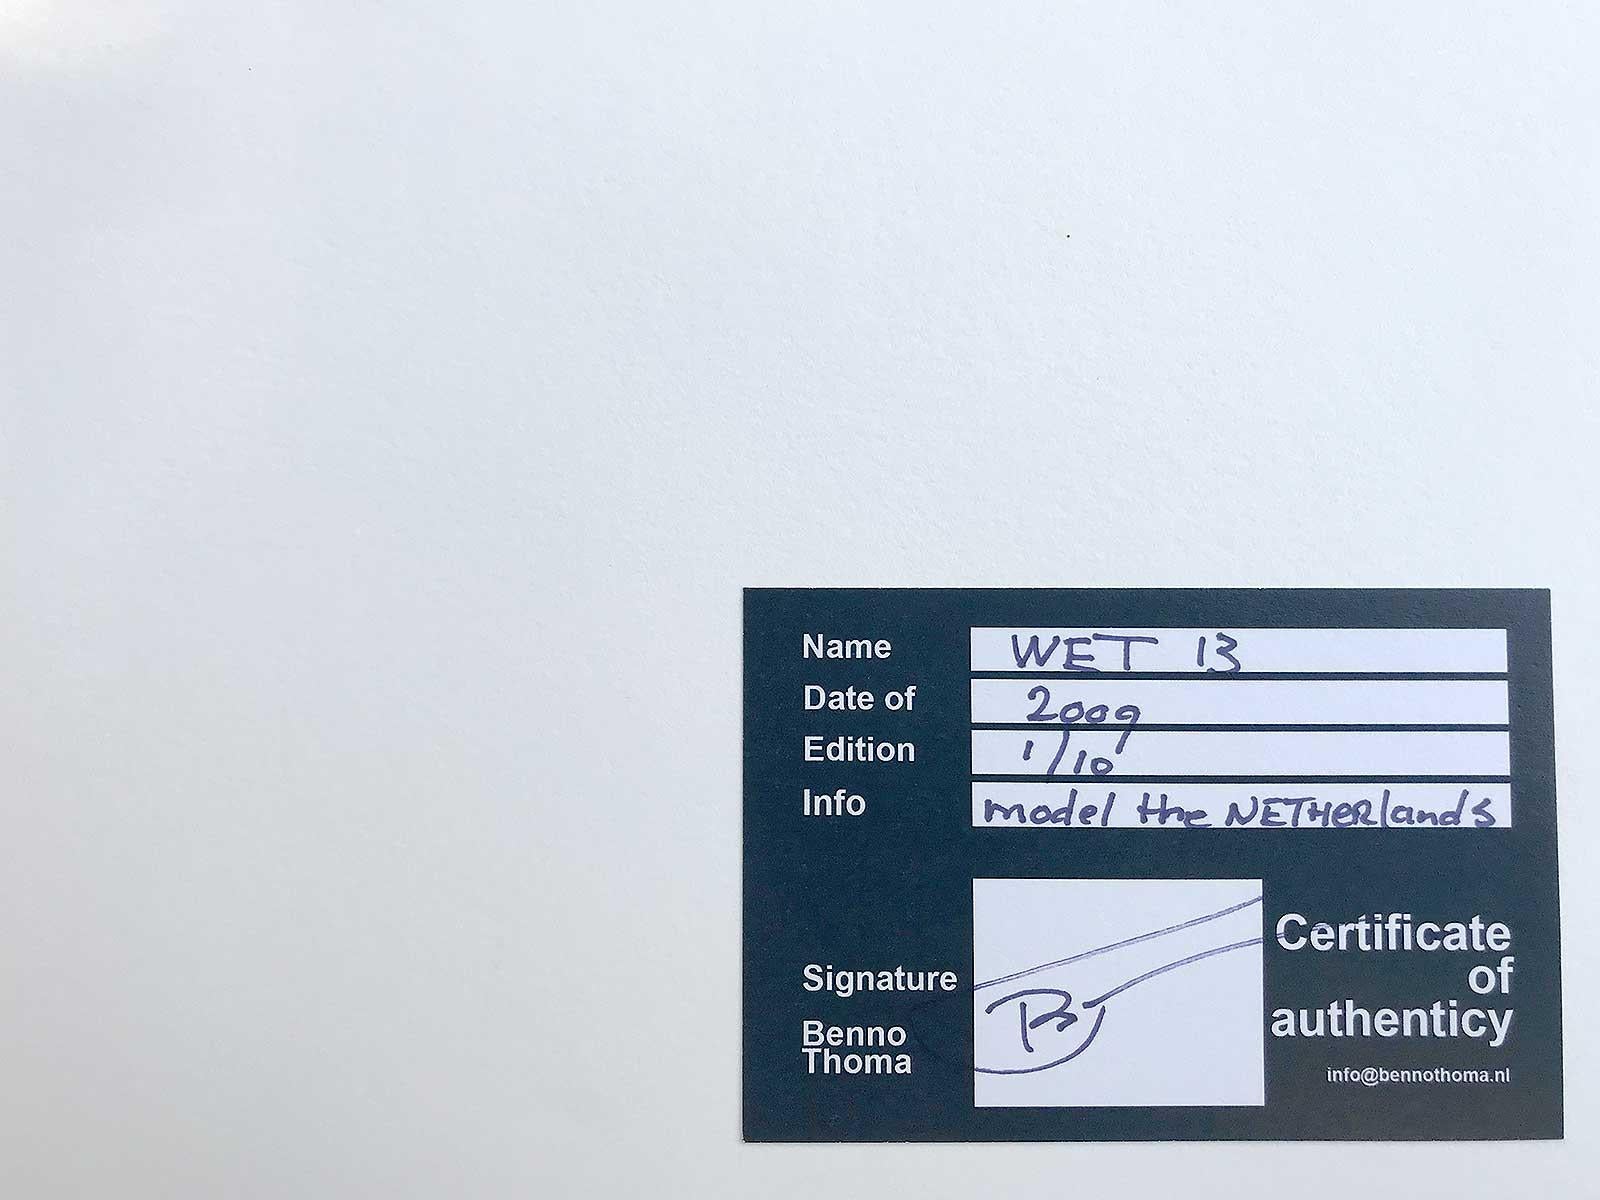 Name WET 13
Date of 2009
Edition 1/10
Info model the NETHERlands
Signature
Benno
Thoma
Certificate
of
authenticy
info@bennothoma.nl